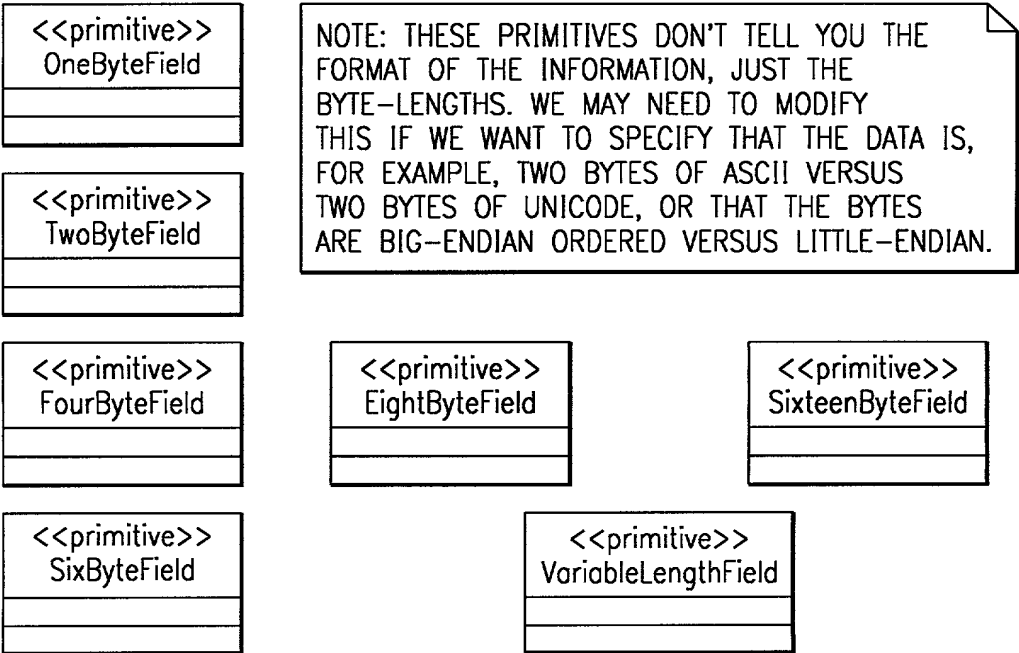 <<primitive>>
OneByteField
NOTE: THESE PRIMITIVES DON'T TELL YOU THE
FORMAT OF THE INFORMATION, JUST THE
BYTE-LENGTHS. WE MAY NEED TO MODIFY
THIS IF WE WANT TO SPECIFY THAT THE DATA IS,
FOR EXAMPLE, TWO BYTES OF ASCII VERSUS
TWO BYTES OF UNICODE, OR THAT THE BYTES
ARE BIG-ENDIAN ORDERED VERSUS LITTLE-ENDIAN.
<<primitive>>
TwoByteField
<<primitive>>
FourByteField
<<primitive>>
EightByteField
<<primitive>>
SixteenByteField
<<primitive>>
SixByteField
<<primitive>>
VariableLengthField